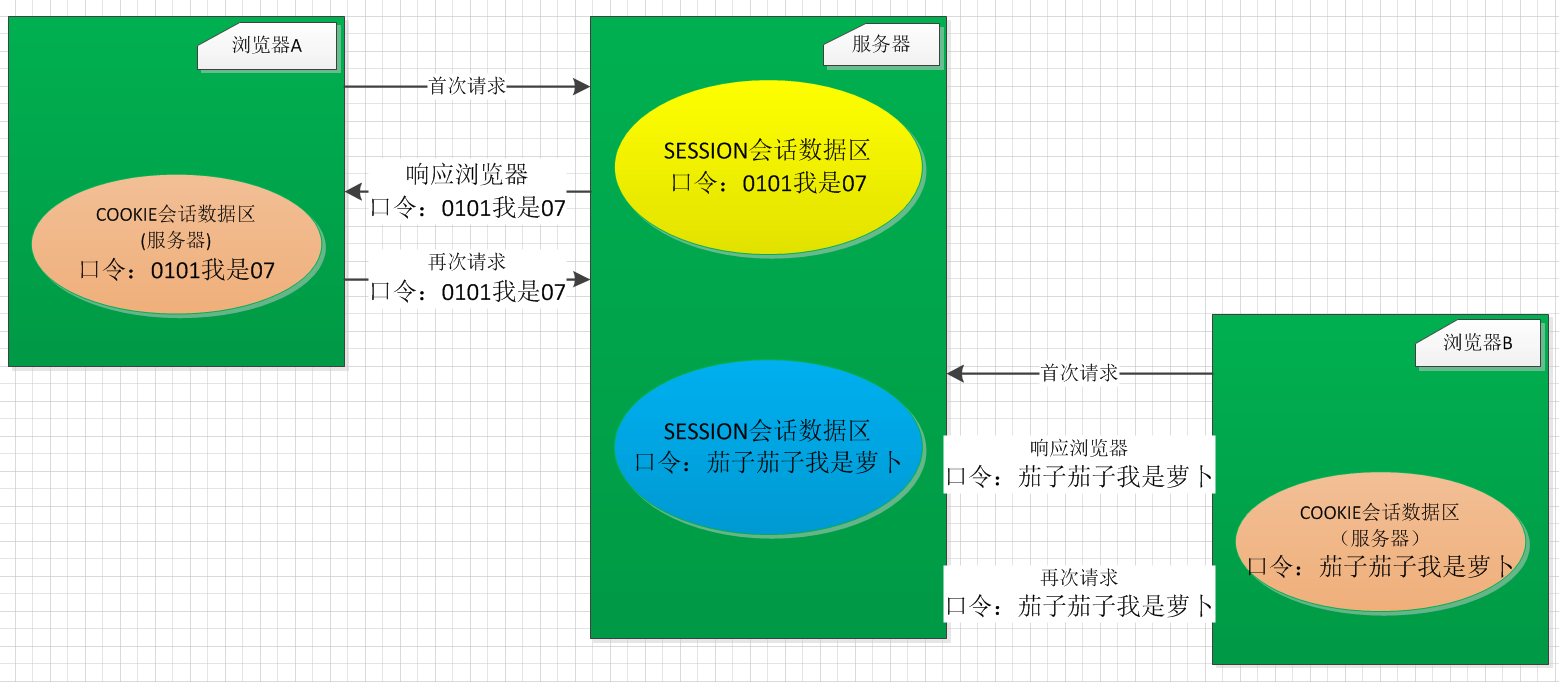 浏览器A
首次请求
响应浏览器
口令：0101我是07
再次请求
口令：0101我是07
COOKIE会话数据区
(服务器)
口令：0101我是07
服务器
SESSION会话数据区
口令：0101我是07
SESSION会话数据区
口令：茄子茄子我是萝卜
浏览器B
首次请求
响应浏览器
口令：茄子茄子我是萝卜
再次请求
口令：茄子茄子我是萝卜
COOKIE会话数据区
（服务器）
口令：茄子茄子我是萝卜